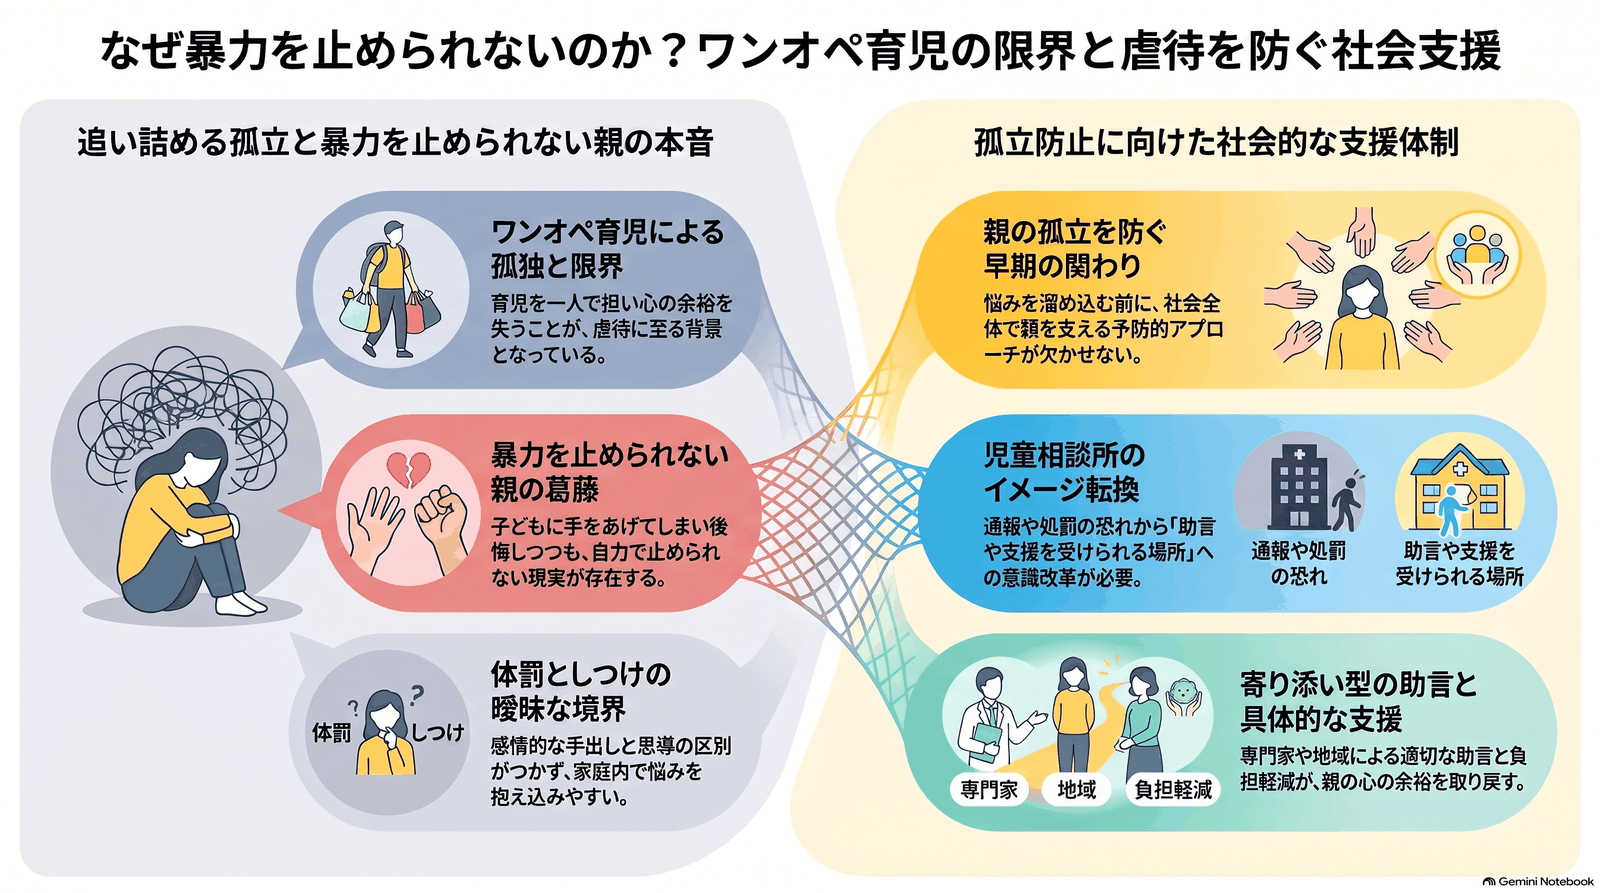 なぜ暴力を止められないのか？ワンオペ育児の限界と虐待を防ぐ社会支援
追い詰める孤立と暴力を止められない親の本音
ワンオペ育児による
孤独と限界
育児を一人で担い心の余裕を
失うことが、虐待に至る背景
となっている。
暴力を止められない
親の葛藤
子どもに手をあげてしまい後
悔しつつも、自力で止められ
ない現実が存在する。
体罰
?
?
しつけ
体罰としつけの
曖昧な境界
感情的な手出しと思導の区別
がつかず、家庭内で悩みを
抱え込みやすい。
孤立防止に向けた社会的な支援体制
親の孤立を防ぐ
早期の関わり
悩みを溜め込む前に、社会全
体で頼を支える予防的アプロ
ーチが欠かせない。
児童相談所の
イメージ転換
通報や処罰の恐れから「助言
や支援を受けられる場所」へ
の意識改革が必要。
通報や処罰
の恐れ
助言や支援を
受けられる場所
専門家
地域
負担軽減
寄り添い型の助言と
具体的な支援
専門家や地域による適切な助言と負
担軽減が、親の心の余裕を取り戻す。
Gemini Notebook